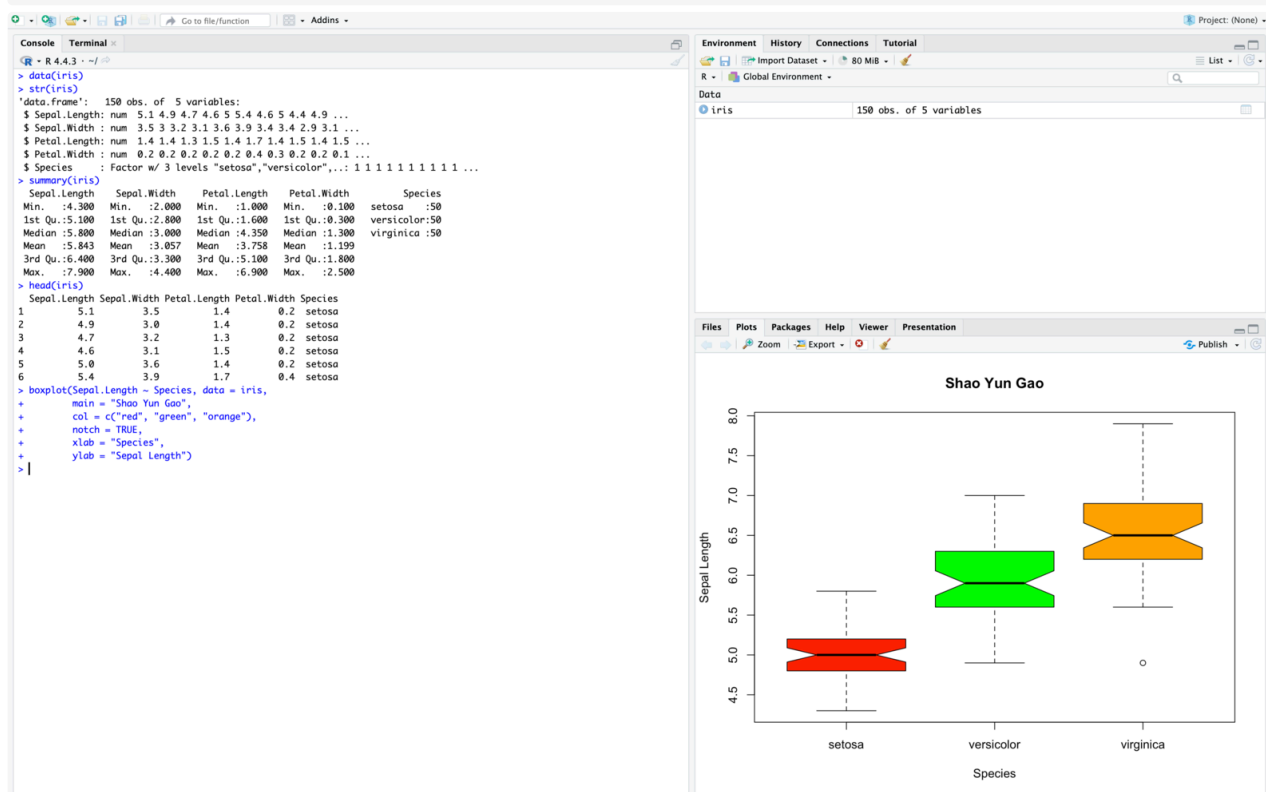 Go to file/function
Addins
Project: (None)
Console Terminal
R 4.4.3 · ~/
> data(iris)
> str(iris)
'data.frame':   150 obs. of  5 variables:
 $ Sepal.Length: num  5.1 4.9 4.7 4.6 5 5.4 4.6 5 4.4 4.9 ...
 $ Sepal.Width : num  3.5 3 3.2 3.1 3.6 3.9 3.4 3.4 2.9 3.1 ...
 $ Petal.Length: num  1.4 1.4 1.3 1.5 1.4 1.7 1.4 1.5 1.4 1.5 ...
 $ Petal.Width : num  0.2 0.2 0.2 0.2 0.2 0.4 0.3 0.2 0.2 0.1 ...
 $ Species     : Factor w/ 3 levels "setosa","versicolor",..: 1 1 1 1 1 1 1 1 1 1 ...
> summary(iris)
  Sepal.Length    Sepal.Width     Petal.Length    Petal.Width          Species
 Min.   :4.300   Min.   :2.000   Min.   :1.000   Min.   :0.100   setosa    :50
 1st Qu.:5.100   1st Qu.:2.800   1st Qu.:1.600   1st Qu.:0.300   versicolor:50
 Median :5.800   Median :3.000   Median :4.350   Median :1.300   virginica :50
 Mean   :5.843   Mean   :3.057   Mean   :3.758   Mean   :1.199
 3rd Qu.:6.400   3rd Qu.:3.300   3rd Qu.:5.100   3rd Qu.:1.800
 Max.   :7.900   Max.   :4.400   Max.   :6.900   Max.   :2.500
> head(iris)
  Sepal.Length Sepal.Width Petal.Length Petal.Width Species
1          5.1         3.5          1.4         0.2  setosa
2          4.9         3.0          1.4         0.2  setosa
3          4.7         3.2          1.3         0.2  setosa
4          4.6         3.1          1.5         0.2  setosa
5          5.0         3.6          1.4         0.2  setosa
6          5.4         3.9          1.7         0.4  setosa
> boxplot(Sepal.Length ~ Species, data = iris,
+         main = "Shao Yun Gao",
+         col = c("red", "green", "orange"),
+         notch = TRUE,
+         xlab = "Species",
+         ylab = "Sepal Length")
>
Environment History Connections Tutorial
Import Dataset 80 MiB List
R Global Environment
Data
iris 150 obs. of 5 variables
Files Plots Packages Help Viewer Presentation
Zoom Export Publish
Shao Yun Gao
8.0
7.5
7.0
6.5
6.0
5.5
5.0
4.5
Sepal Length
setosa versicolor virginica
Species